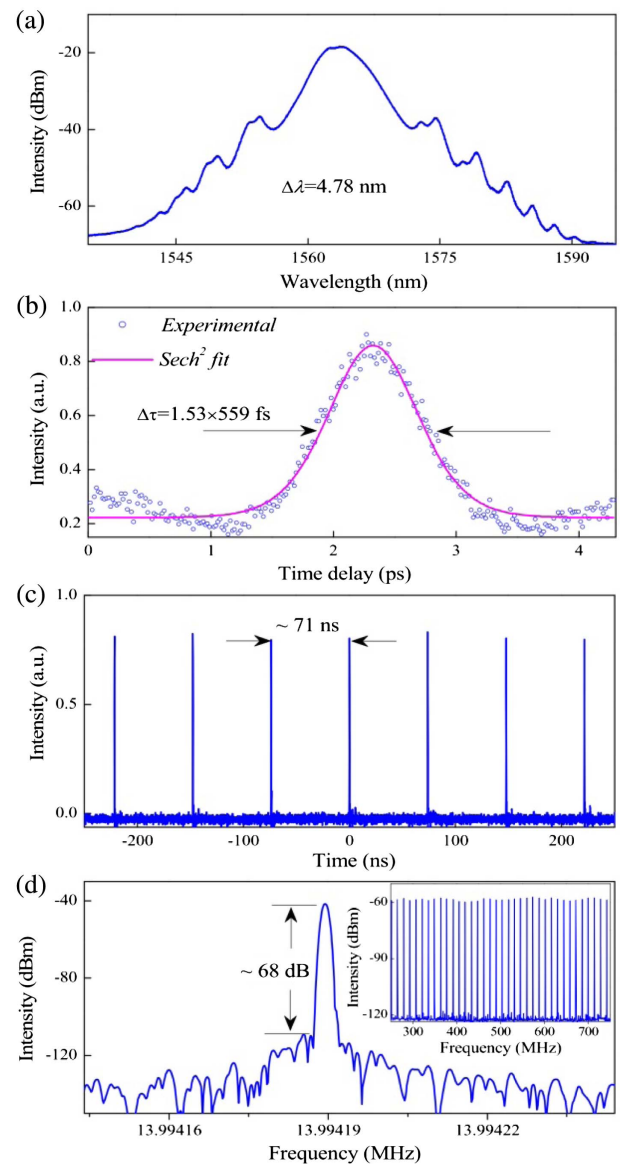 (a)
Intensity (dBm)
-20
-40
-60
Δλ=4.78 nm
1545 1560 1575 1590
Wavelength (nm)
(b)
Intensity (a.u.)
1.0
0.8
0.6
0.4
0.2
Experimental
Sech² fit
Δτ=1.53×559 fs
0 1 2 3 4
Time delay (ps)
(c)
Intensity (a.u.)
1.0
0.5
0.0
~ 71 ns
-200 -100 0 100 200
Time (ns)
(d)
Intensity (dBm)
-40
-80
-120
~ 68 dB
Intensity (dBm)
-60
-90
-120
300 400 500 600 700
Frequency (MHz)
13.99416 13.99419 13.99422
Frequency (MHz)